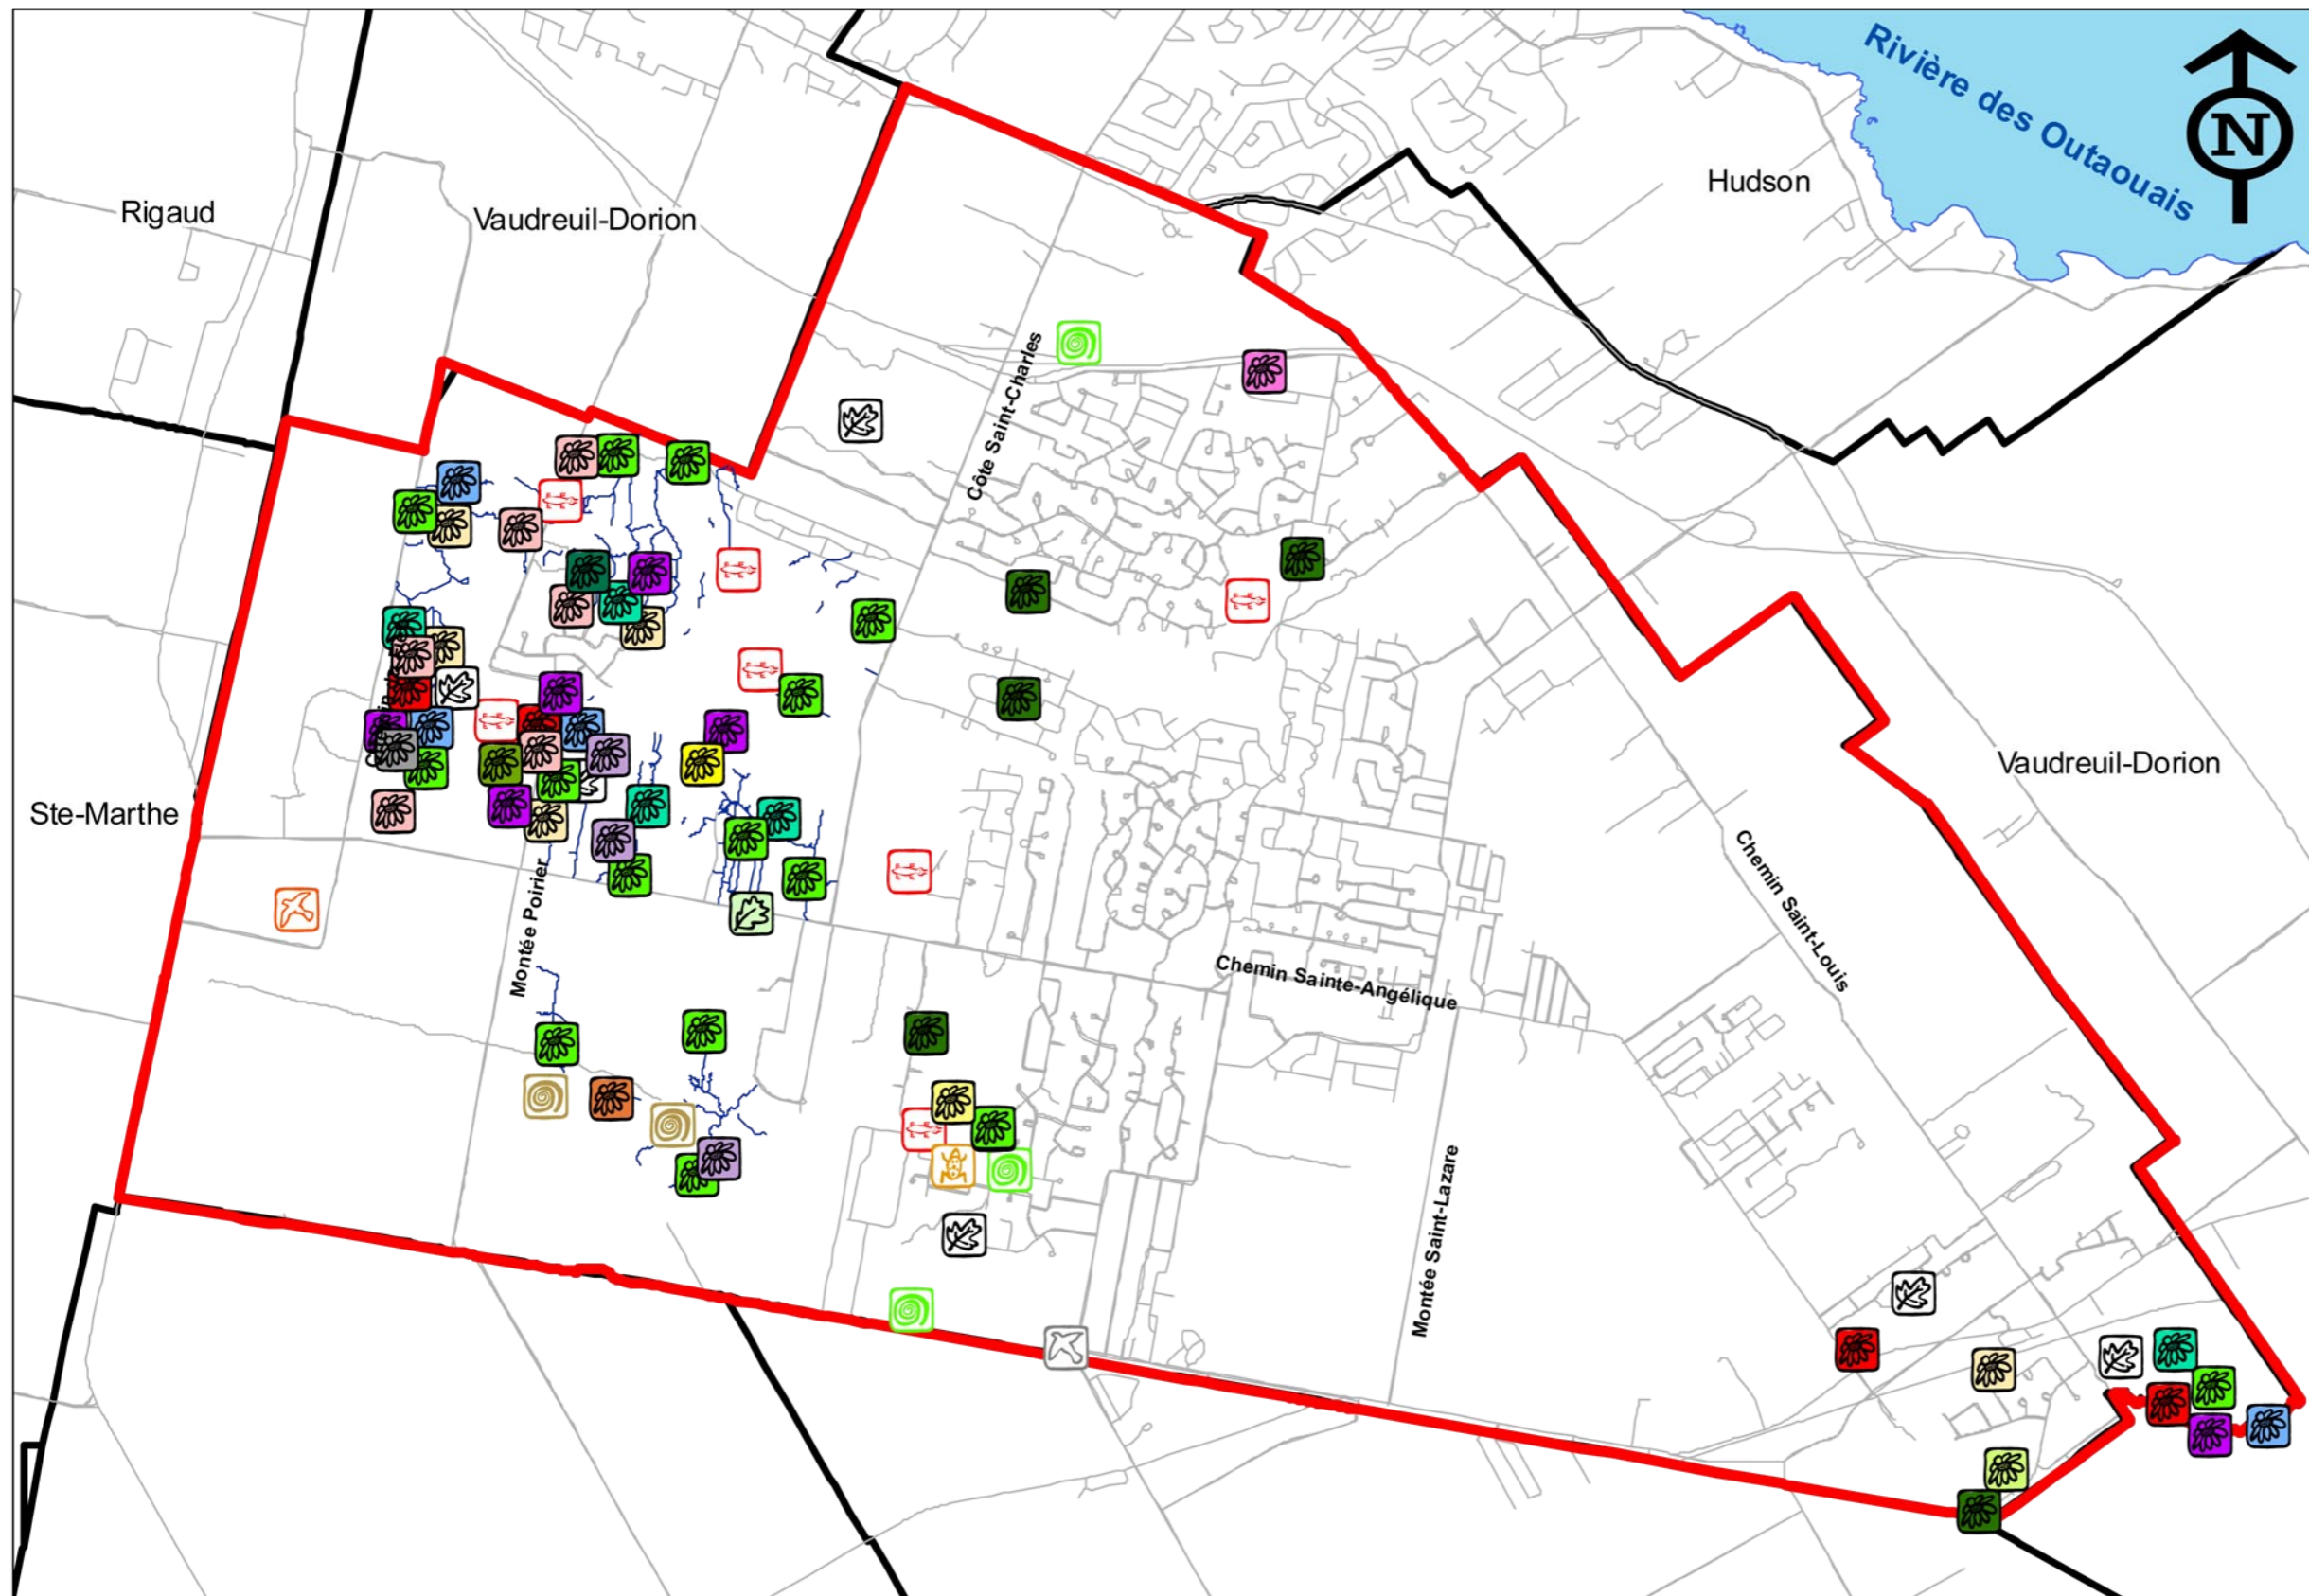 Rivière des Outaouais
N
Hudson
Rigaud
Vaudreuil-Dorion
Côte Saint-Charles
Vaudreuil-Dorion
Ste-Marthe
Chemin Saint-Louis
Montée Poirier
Chemin Sainte-Angélique
Montée Saint-Lazare